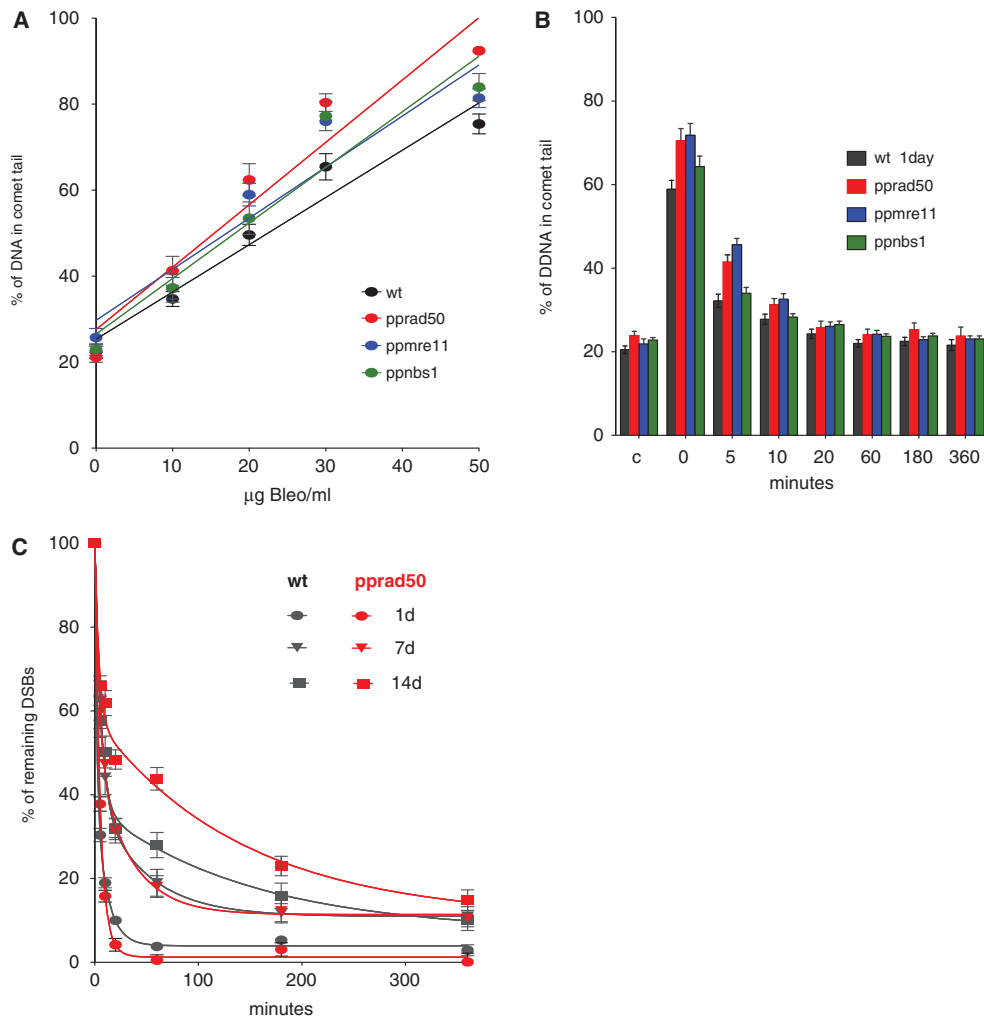 A
% of DNA in comet tail
100
80
60
40
20
0
wt
pprad50
ppmre11
ppnbs1
0 10 20 30 40 50
µg Bleo/ml
B
% of DDNA in comet tail
100
80
60
40
20
0
wt 1day
pprad50
ppmre11
ppnbs1
c 0 5 10 20 60 180 360
minutes
C
% of remaining DSBs
100
80
60
40
20
0
wt pprad50
1d
7d
14d
0 100 200 300
minutes